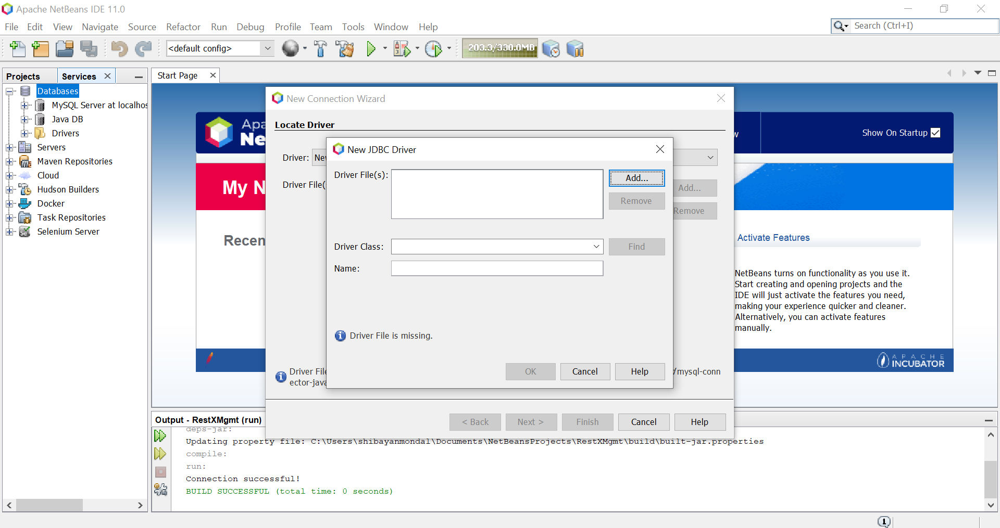 Apache NetBeans IDE 11.0
File Edit View Navigate Source Refactor Run Debug Profile Team Tools Window Help
Search (Ctrl+I)
<default config>
203.3/330.0MB
Projects
Services
Start Page
Databases
MySQL Server at localhos
Java DB
Drivers
Servers
Maven Repositories
Cloud
Hudson Builders
Docker
Task Repositories
Selenium Server
Apa
Ne
w
Show On Startup
My N
Recen
Activate Features
NetBeans turns on functionality as you use it.
Start creating and opening projects and the
IDE will just activate the features you need,
making your experience quicker and cleaner.
Alternatively, you can activate features
manually.
APACHE
INCUBATOR
New Connection Wizard
Locate Driver
Driver: Nev
Driver File(
Add...
Remove
Driver File
/mysql-conn
ector-java
< Back
Next >
Finish
Cancel
Help
New JDBC Driver
Driver File(s):
Add...
Remove
Driver Class:
Find
Name:
Driver File is missing.
OK
Cancel
Help
Output - RestXMgmt (run)
deps-jar:
Updating property file: C:\Users\shibayanmondal\Documents\NetBeansProjects\RestXMgmt\build\built-jar.properties
compile:
run:
Connection successful!
BUILD SUCCESSFUL (total time: 0 seconds)
1